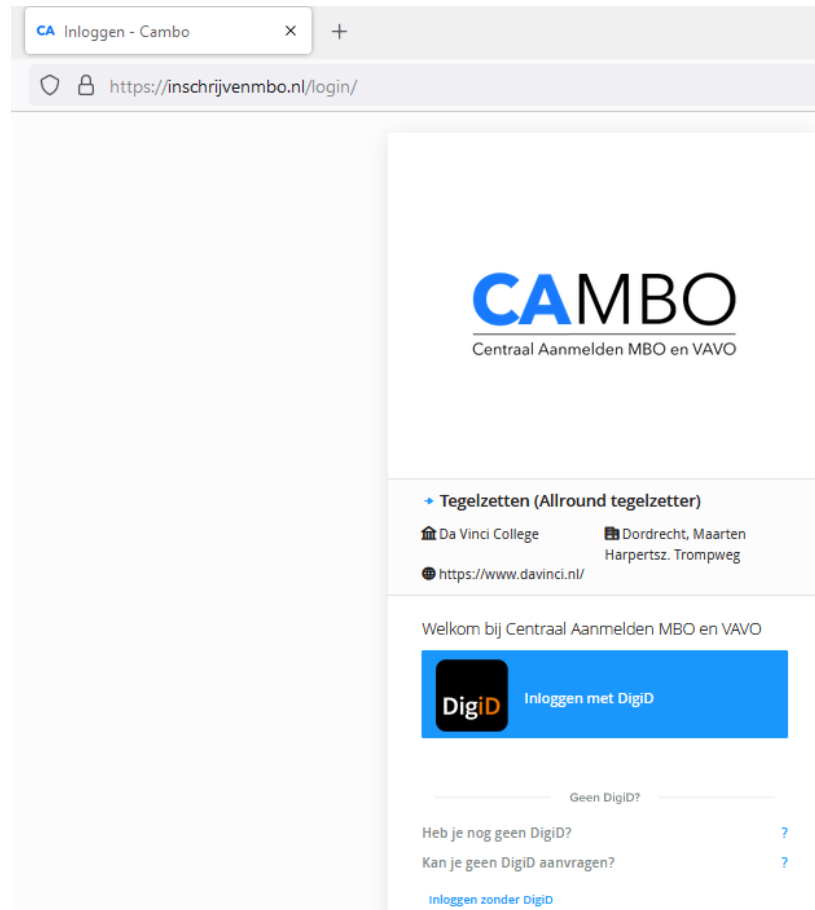 CA Inloggen - Cambo
https://inschrijvenmbo.nl/login/
CAMBO
Centraal Aanmelden MBO en VAVO
Tegelzetten (Allround tegelzetter)
Da Vinci College
Dordrecht, Maarten
Harpertsz. Trompweg
https://www.davinci.nl/
Welkom bij Centraal Aanmelden MBO en VAVO
DigiD Inloggen met DigiD
Geen DigiD?
Heb je nog geen DigiD? ?
Kan je geen DigiD aanvragen? ?
Inloggen zonder DigiD